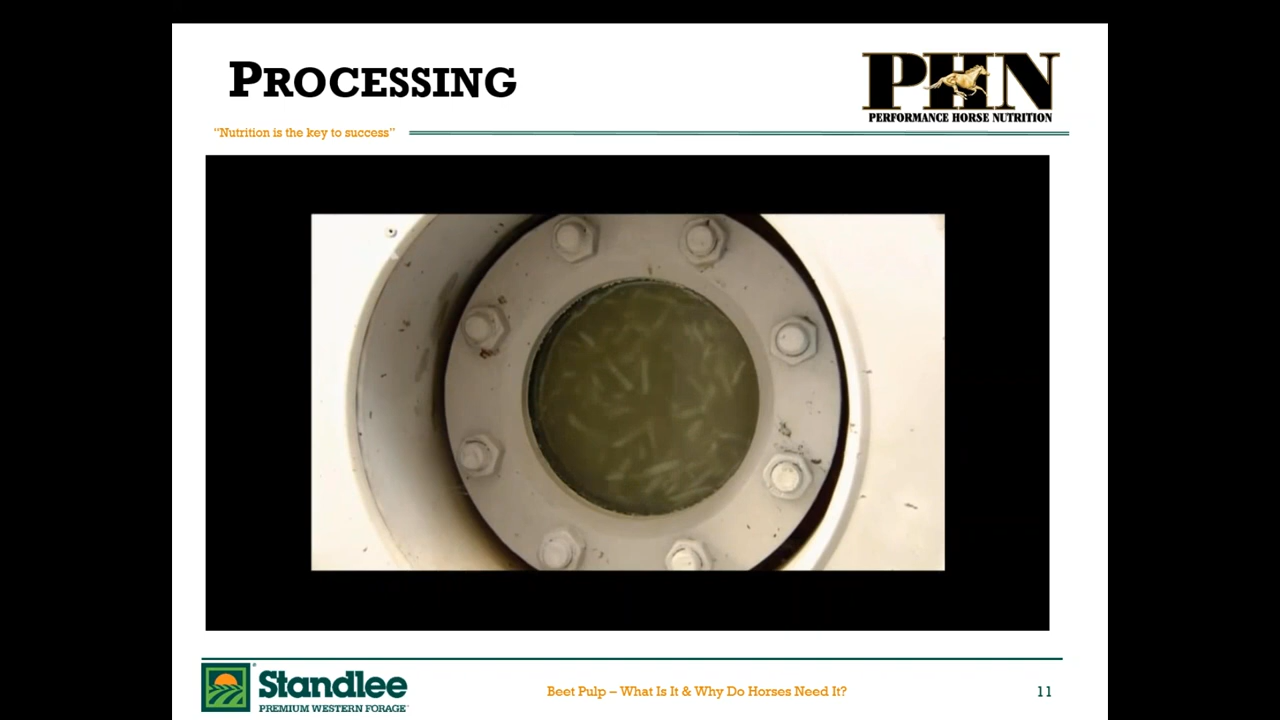 PROCESSING
PHN
PERFORMANCE HORSE NUTRITION
“Nutrition is the key to success”
Standlee
PREMIUM WESTERN FORAGE
Beet Pulp – What Is It & Why Do Horses Need It?
11